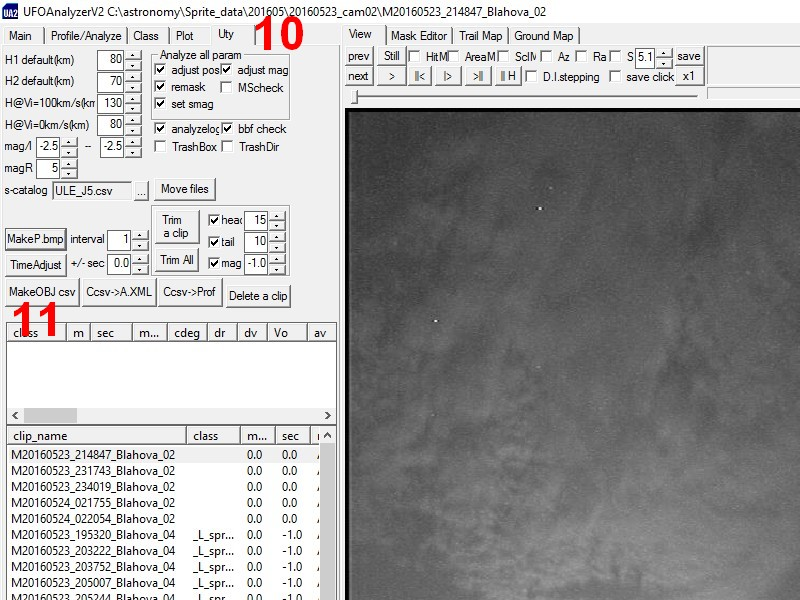 UA2 UFOAnalyzerV2 C:\astronomy\Sprite_data\201605\20160523_cam02\M20160523_214847_Blahova_02
Main Profile/Analyze Class Plot Uty 10
View Mask Editor Trail Map Ground Map
H1 default(km) 80
H2 default(km) 70
H@Vi=100km/s(km 130
H@Vi=0km/s(km) 80
mag/l -2.5 -- -2.5
magR 5
s-catalog ULE_J5.csv ... Move files
Analyze all param
adjust pos adjust mag
remask MScheck
set smag
analyzelog bbf check
TrashBox TrashDir
prev Still HitM AreaM SclM Az Ra S 5.1 save
next > ||< |> >|| || H D.I.stepping save click x1
MakeP.bmp interval 1
TimeAdjust +/- sec 0.0
Trim a clip head 15
tail 10
Trim All mag -1.0
MakeOBJ csv Ccsv->A.XML Ccsv->Prof Delete a clip
11
class m sec m... cdeg dr dv Vo av
clip_name class m... sec
M20160523_214847_Blahova_02 0.0 0.0
M20160523_231743_Blahova_02 0.0 0.0
M20160523_234019_Blahova_02 0.0 0.0
M20160524_021755_Blahova_02 0.0 0.0
M20160524_022054_Blahova_02 0.0 0.0
M20160523_195320_Blahova_04 _L_spr... 0.0 -1.0
M20160523_203222_Blahova_04 _L_spr... 0.0 -1.0
M20160523_203752_Blahova_04 _L_spr... 0.0 -1.0
M20160523_205007_Blahova_04 _L_spr... 0.0 -1.0
M20160523_205244_Blahova_04 _L_spr... 0.0 -1.0